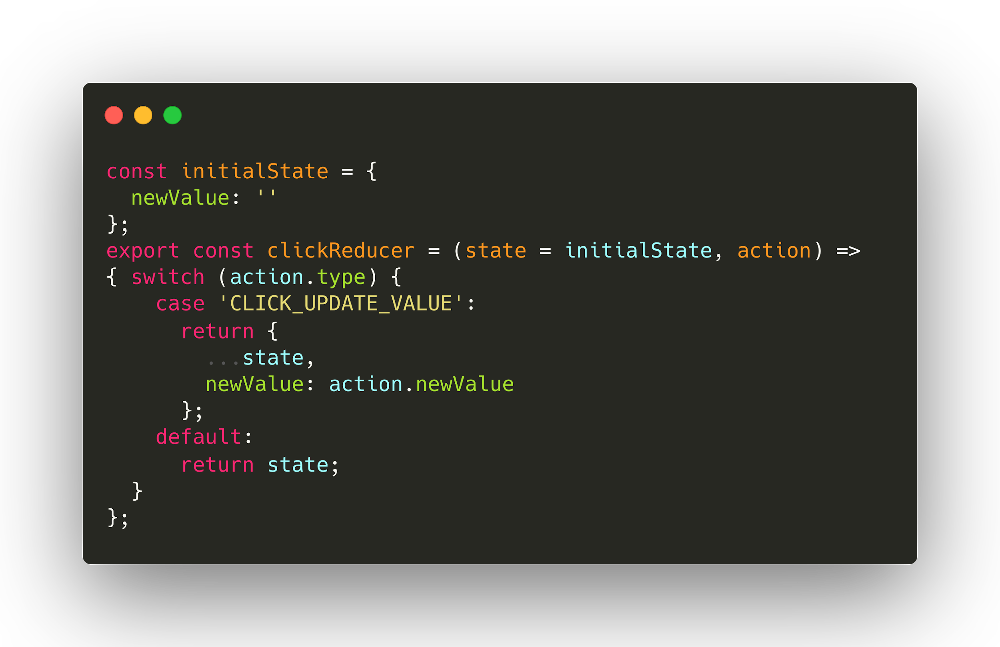 const initialState = {
  newValue: ''
};
export const clickReducer = (state = initialState, action) =>
{ switch (action.type) {
    case 'CLICK_UPDATE_VALUE':
      return {
        ...state,
        newValue: action.newValue
      };
    default:
      return state;
  }
};